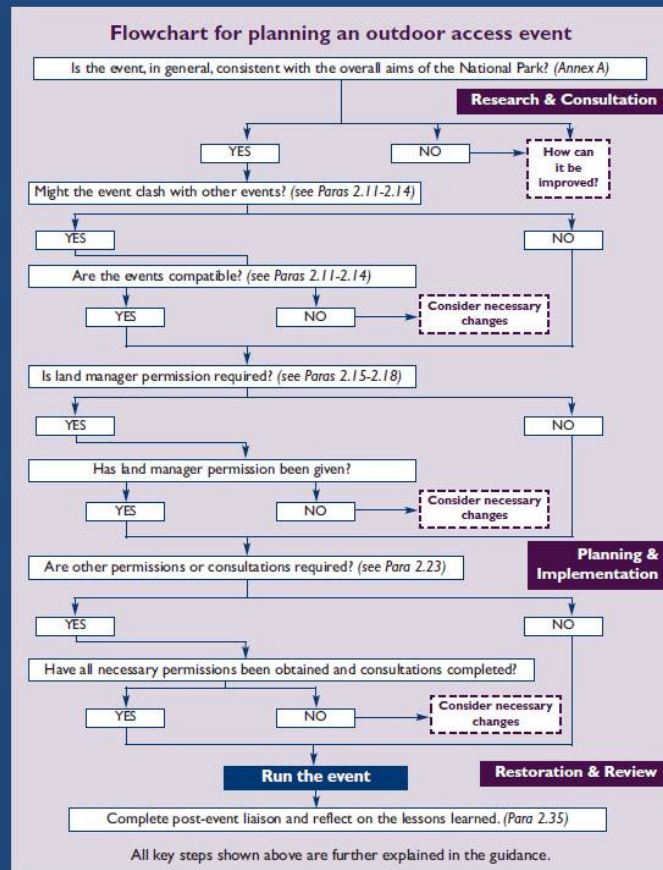 Flowchart for planning an outdoor access event
Is the event, in general, consistent with the overall aims of the National Park? (Annex A)
Research & Consultation
YES
NO
How can
it be
improved?
Might the event clash with other events? (see Paras 2.11-2.14)
YES
NO
Are the events compatible? (see Paras 2.11-2.14)
YES
NO
Consider necessary
changes
Is land manager permission required? (see Paras 2.15-2.18)
YES
NO
Has land manager permission been given?
YES
NO
Consider necessary
changes
Planning &
Implementation
Are other permissions or consultations required? (see Para 2.23)
YES
NO
Have all necessary permissions been obtained and consultations completed?
YES
NO
Consider necessary
changes
Run the event
Restoration & Review
Complete post-event liaison and reflect on the lessons learned. (Para 2.35)
All key steps shown above are further explained in the guidance.